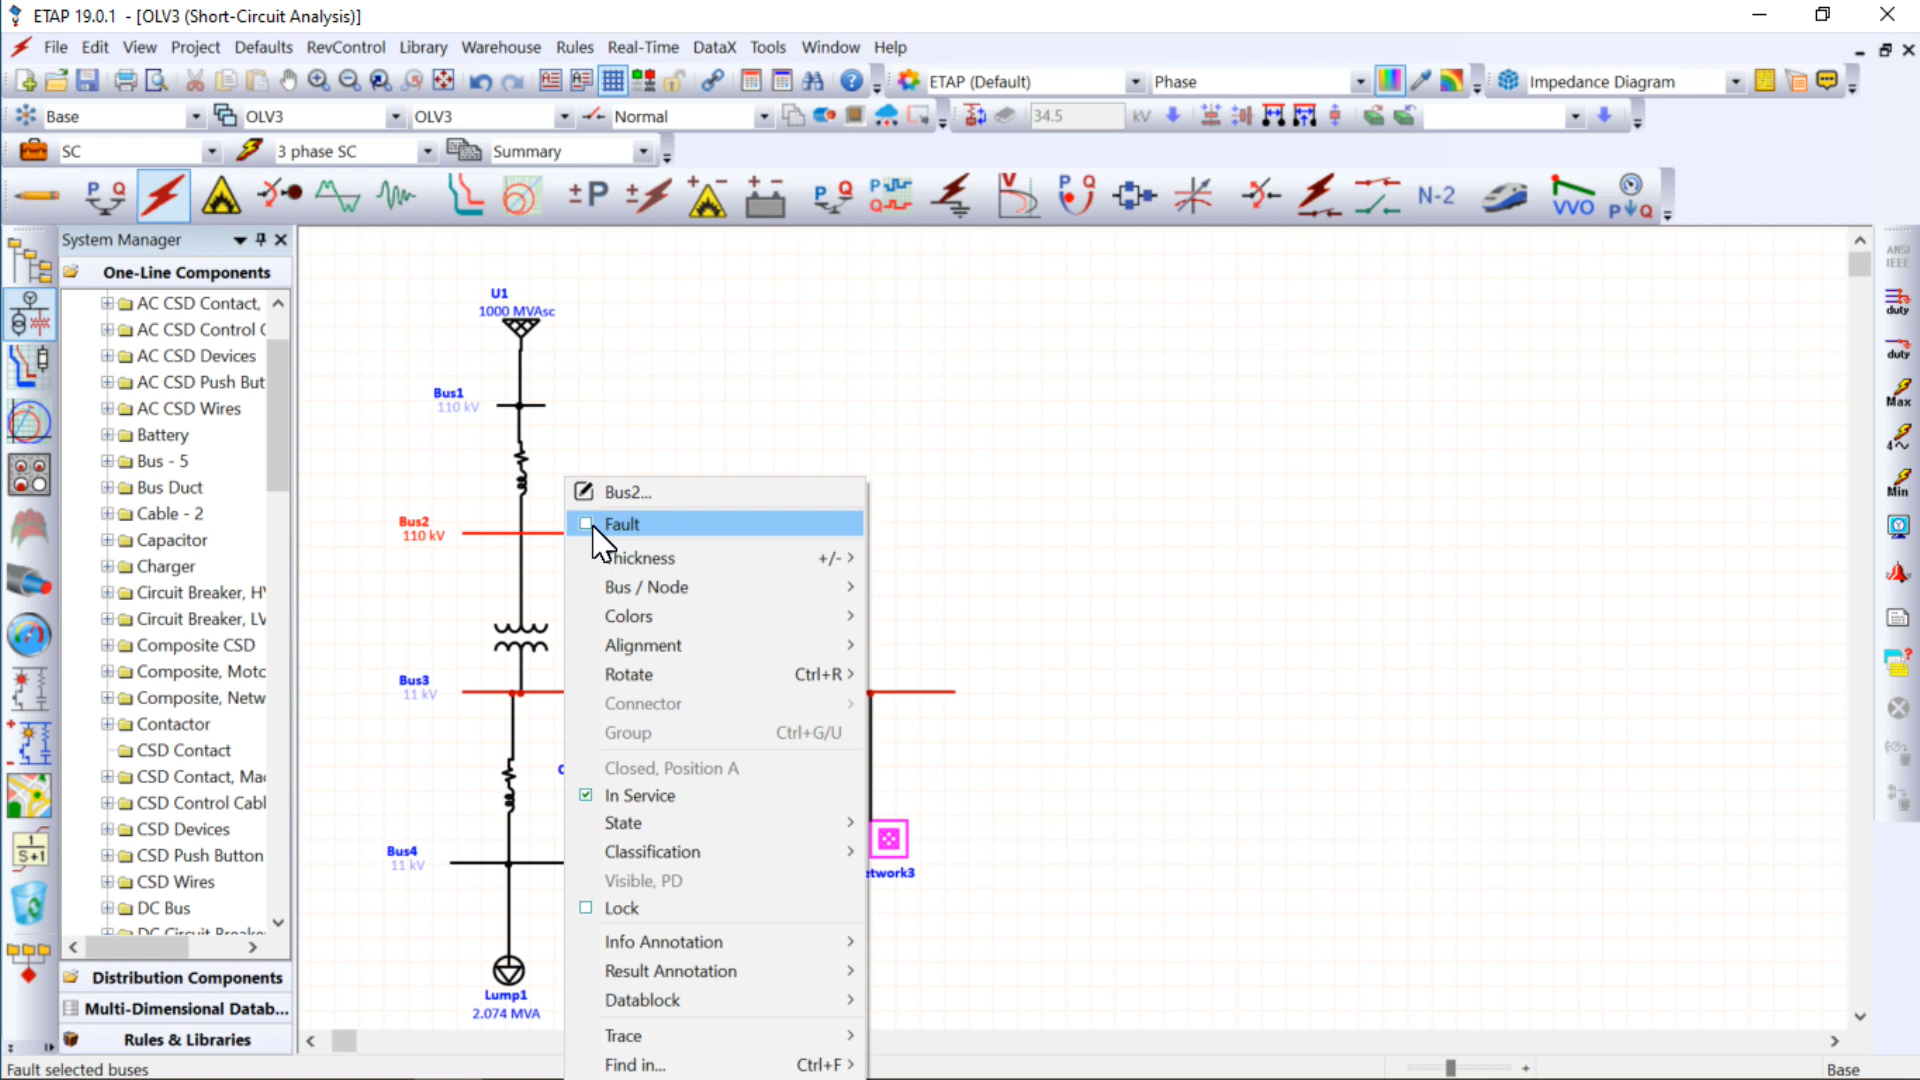 ETAP 19.0.1 - [OLV3 (Short-Circuit Analysis)]
File Edit View Project Defaults RevControl Library Warehouse Rules Real-Time DataX Tools Window Help
ETAP (Default) Phase Impedance Diagram
Base OLV3 OLV3 Normal 34.5 kV
SC 3 phase SC Summary
P Q ±P P Q P Q V P Q N-2 VVO P Q
System Manager
One-Line Components
AC CSD Contact,
AC CSD Control C
AC CSD Devices
AC CSD Push But
AC CSD Wires
Battery
Bus - 5
Bus Duct
Cable - 2
Capacitor
Charger
Circuit Breaker, H
Circuit Breaker, LV
Composite CSD
Composite, Moto
Composite, Netw
Contactor
CSD Contact
CSD Contact, Ma
CSD Control Cabl
CSD Devices
CSD Push Button
CSD Wires
DC Bus
DC Circuit Breake
Distribution Components
Multi-Dimensional Datab...
Rules & Libraries
1
S+1
U1
1000 MVAsc
Bus1
110 kV
Bus2
110 kV
Bus3
11 kV
Bus4
11 kV
Lump1
2.074 MVA
C
etwork3
Bus2...
Fault
Thickness +/- >
Bus / Node >
Colors >
Alignment >
Rotate Ctrl+R >
Connector >
Group Ctrl+G/U
Closed, Position A
In Service
State >
Classification >
Visible, PD
Lock
Info Annotation >
Result Annotation >
Datablock >
Trace >
Find in... Ctrl+F >
ANSI
IEEE
duty
duty
Max
4
Min
Fault selected buses
Base